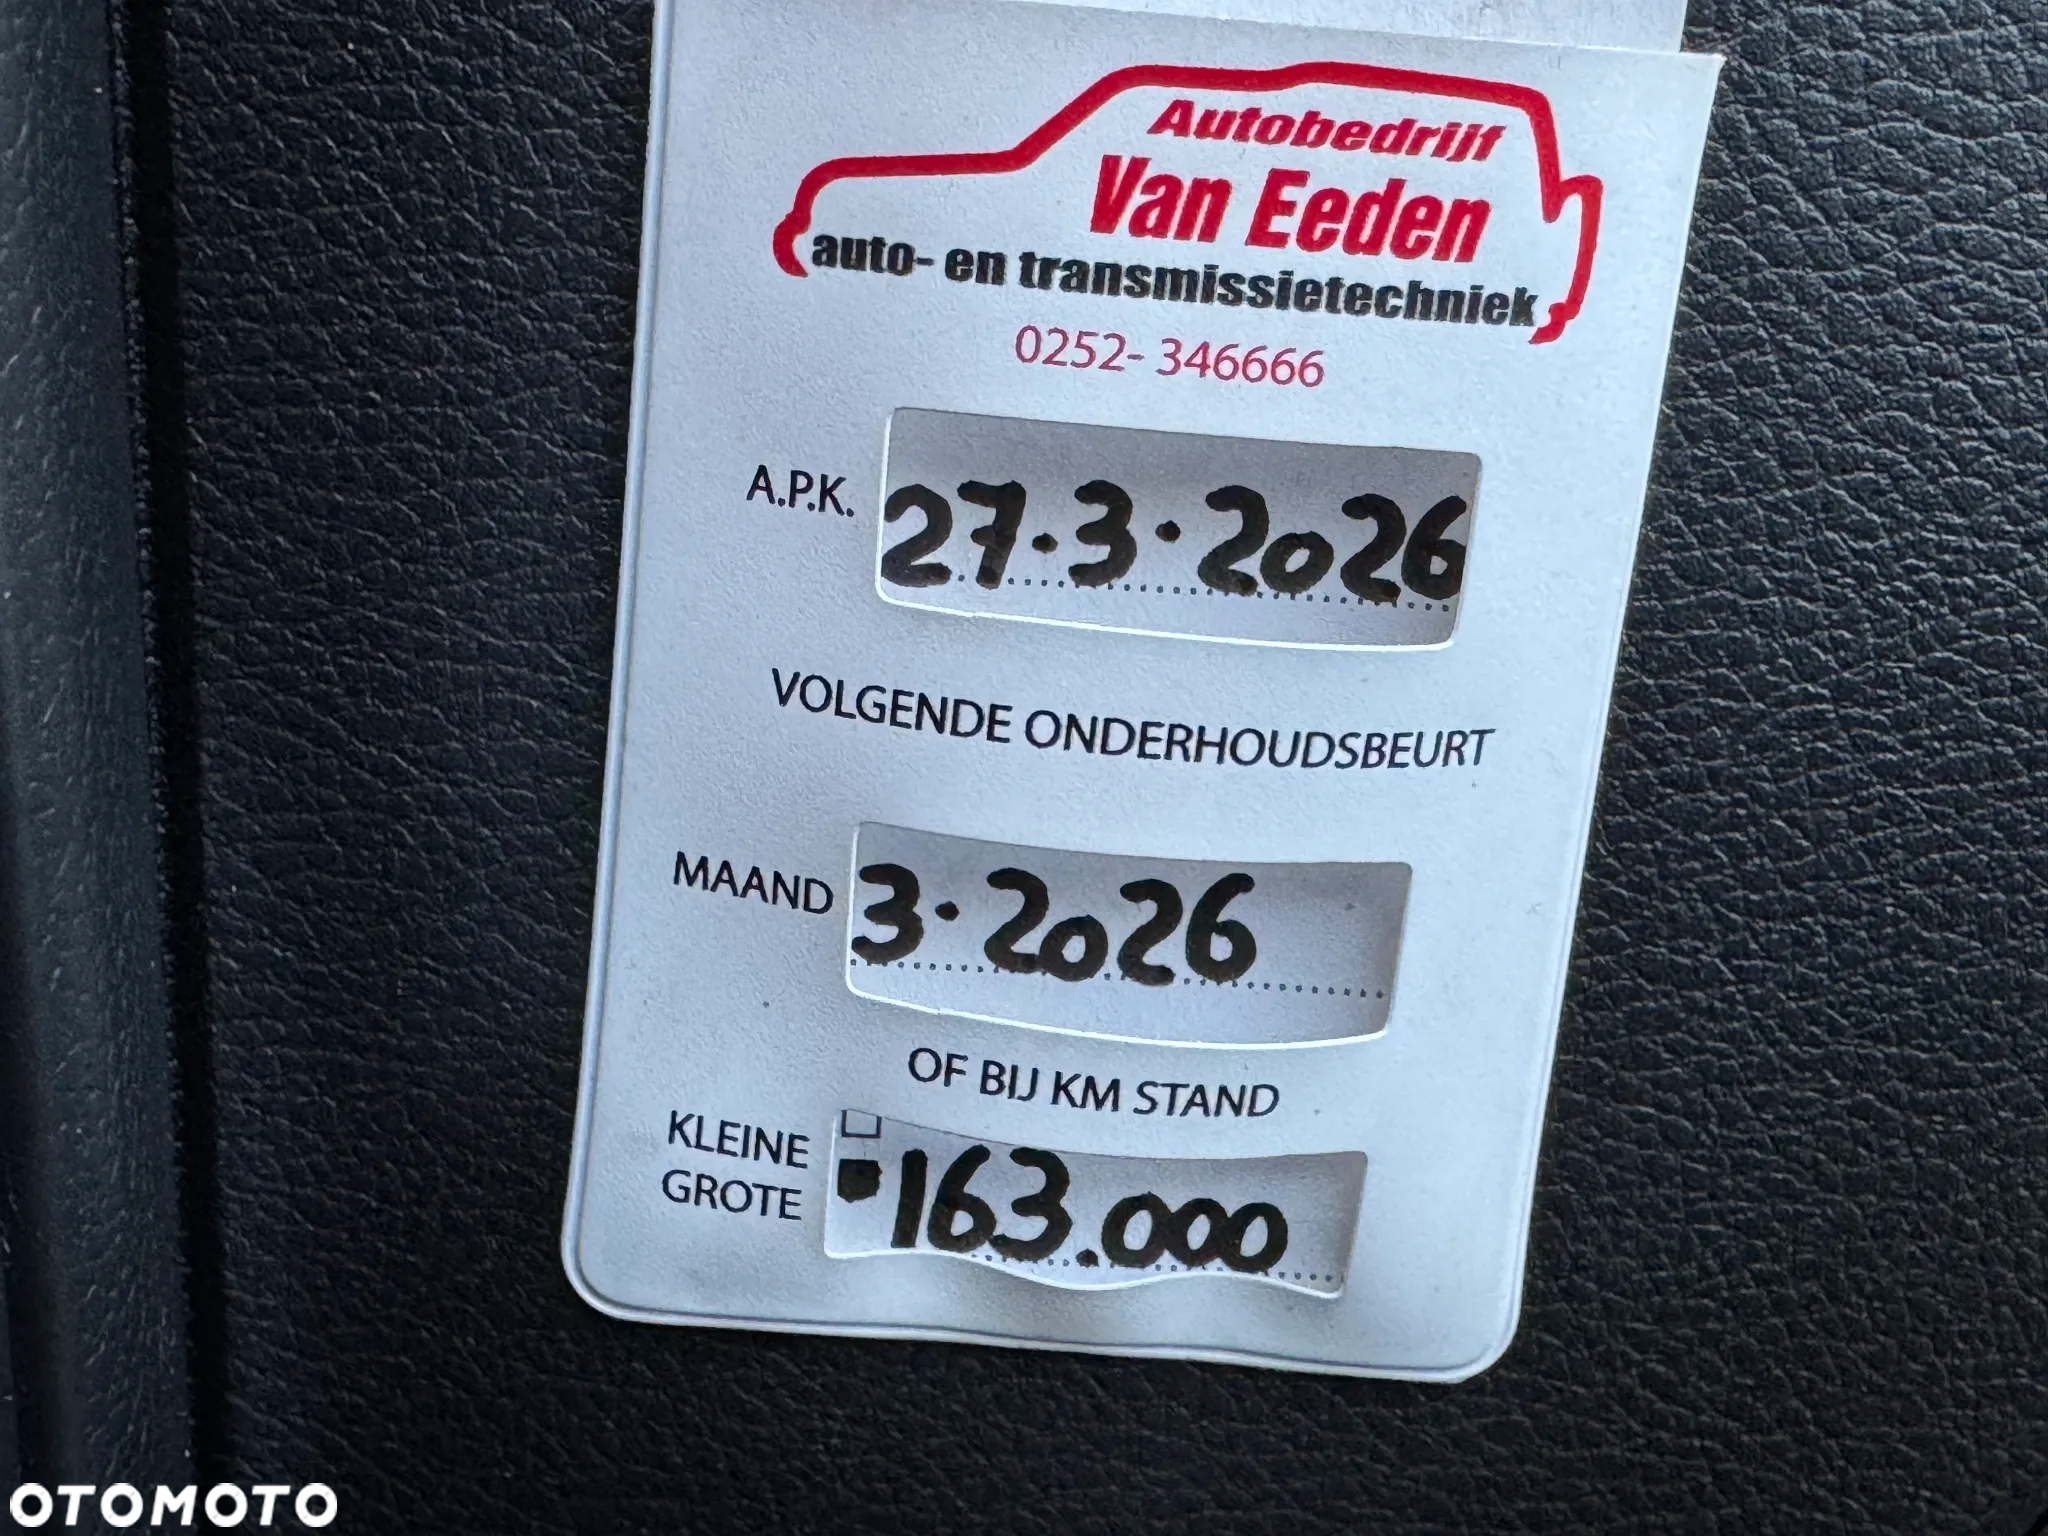 Autobedrijf
Van Eeden
auto- en transmissietechniek
0252- 346666
A.P.K. 27.3.2026
VOLGENDE ONDERHOUDSBEURT
MAAND 3.2026
OF BIJ KM STAND
KLEINE
GROTE 163.000
OTOMOTO